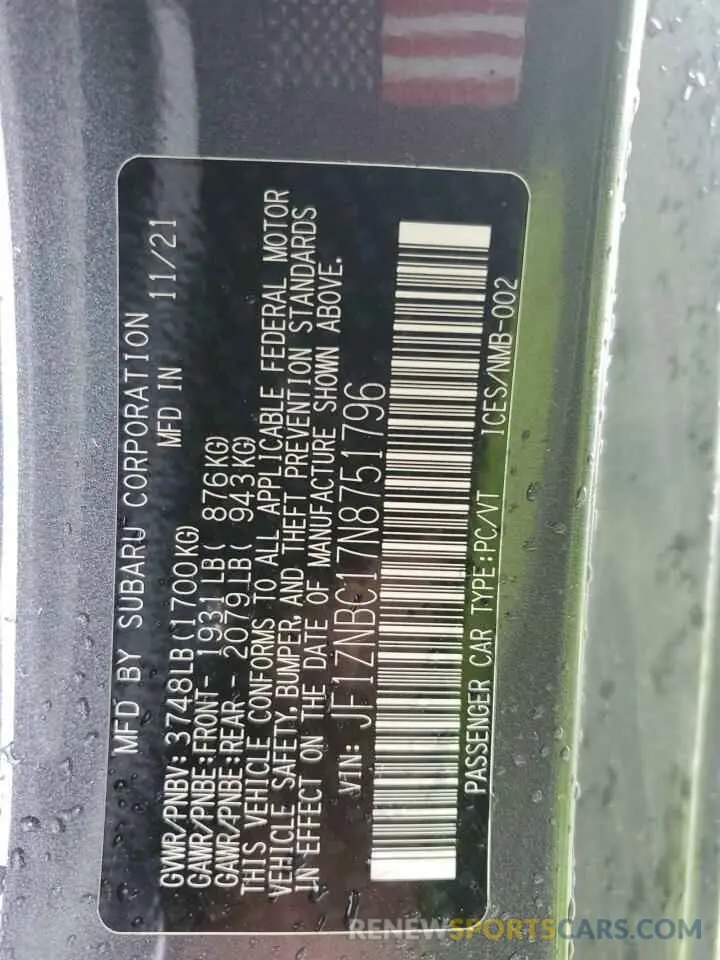 MFD BY SUBARU CORPORATION
MFD IN 11/21
GVWR/PNBV: 3748LB(1700KG)
GAWR/PNBE:FRONT- 1931LB( 876KG)
GAWR/PNBE:REAR - 2079LB( 943KG)
THIS VEHICLE CONFORMS TO ALL APPLICABLE FEDERAL MOTOR
VEHICLE SAFETY,BUMPER, AND THEFT PREVENTION STANDARDS
IN EFFECT ON THE DATE OF MANUFACTURE SHOWN ABOVE.
VIN: JF1ZNBC17N8751796
PASSENGER CAR TYPE:PC/VT ICES/NMB-002
RENEWSPORTSCARS.COM